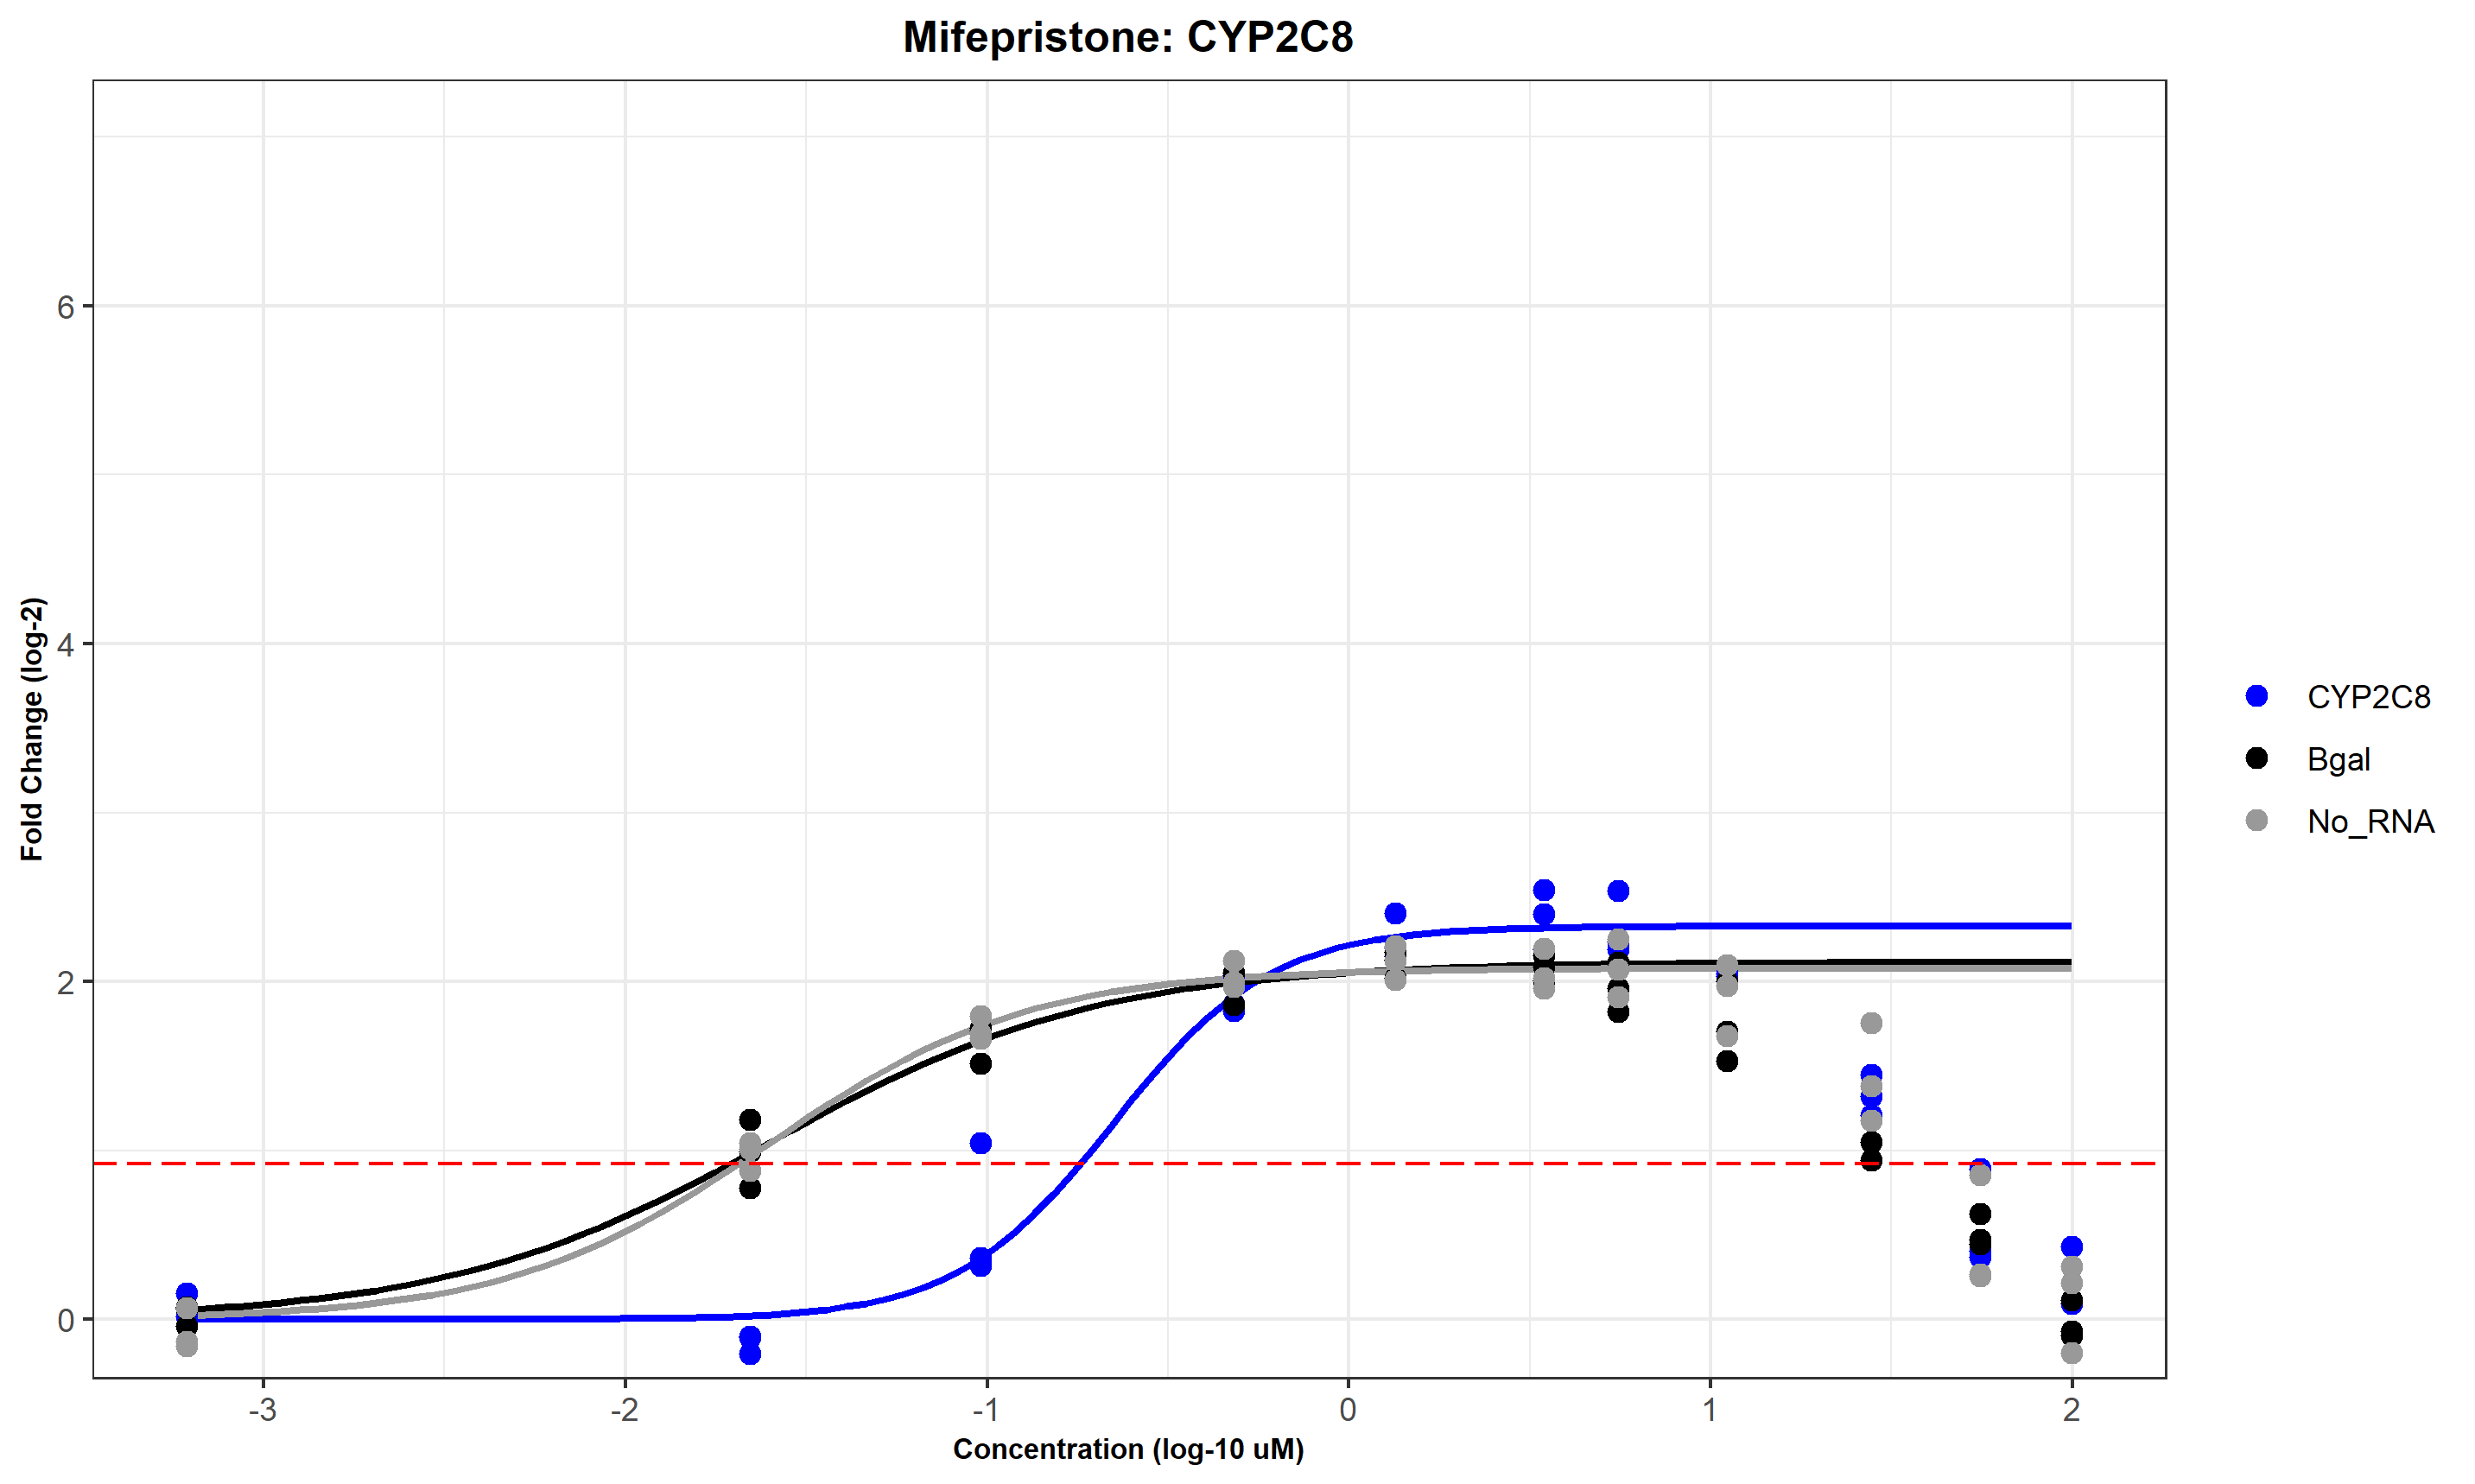 Mifepristone: CYP2C8
Fold Change (log-2)
6
4
2
0
-3
-2
-1
0
1
2
Concentration (log-10 uM)
CYP2C8
Bgal
No_RNA